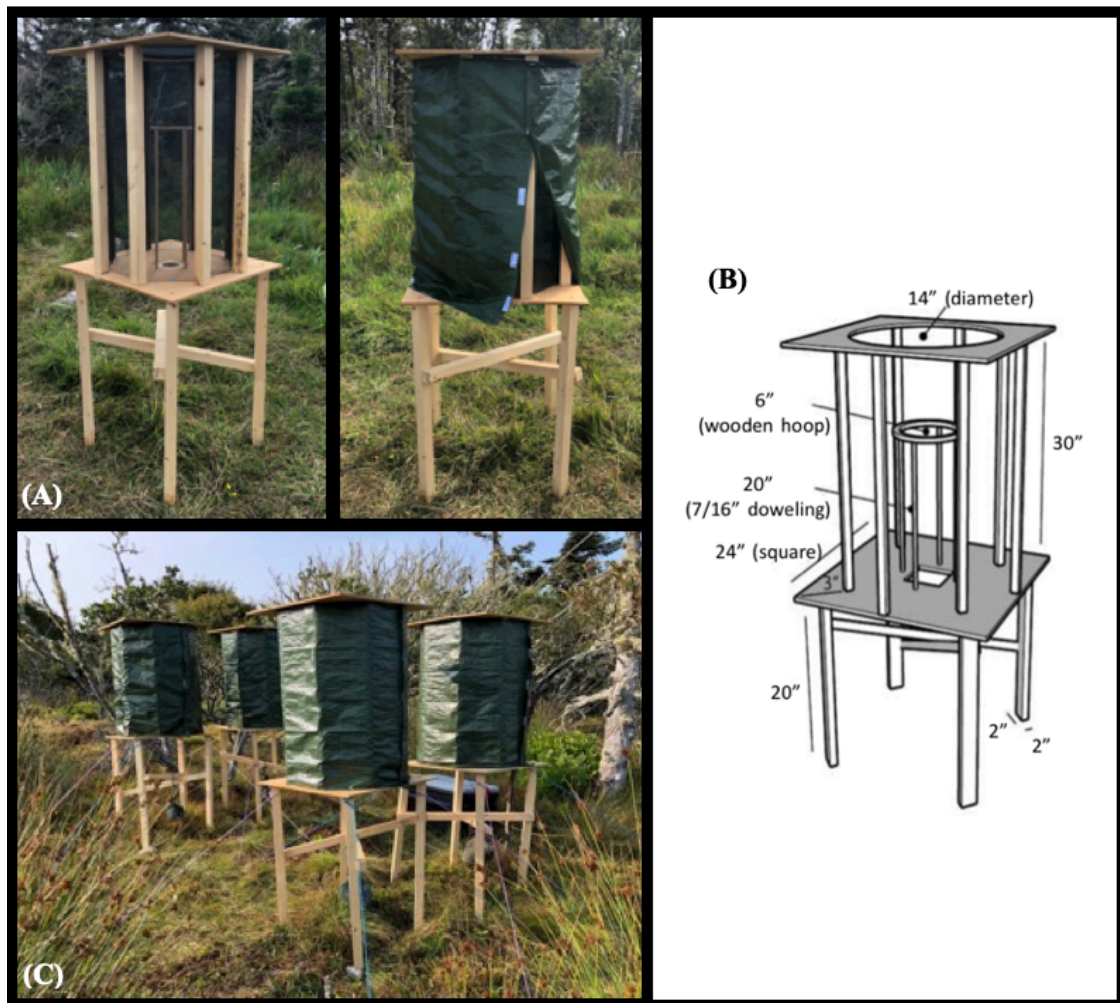 (A)
(B)
14” (diameter)
6”
(wooden hoop)
30”
20”
(7/16” doweling)
24” (square)
3”
20”
2”
2”
(C)